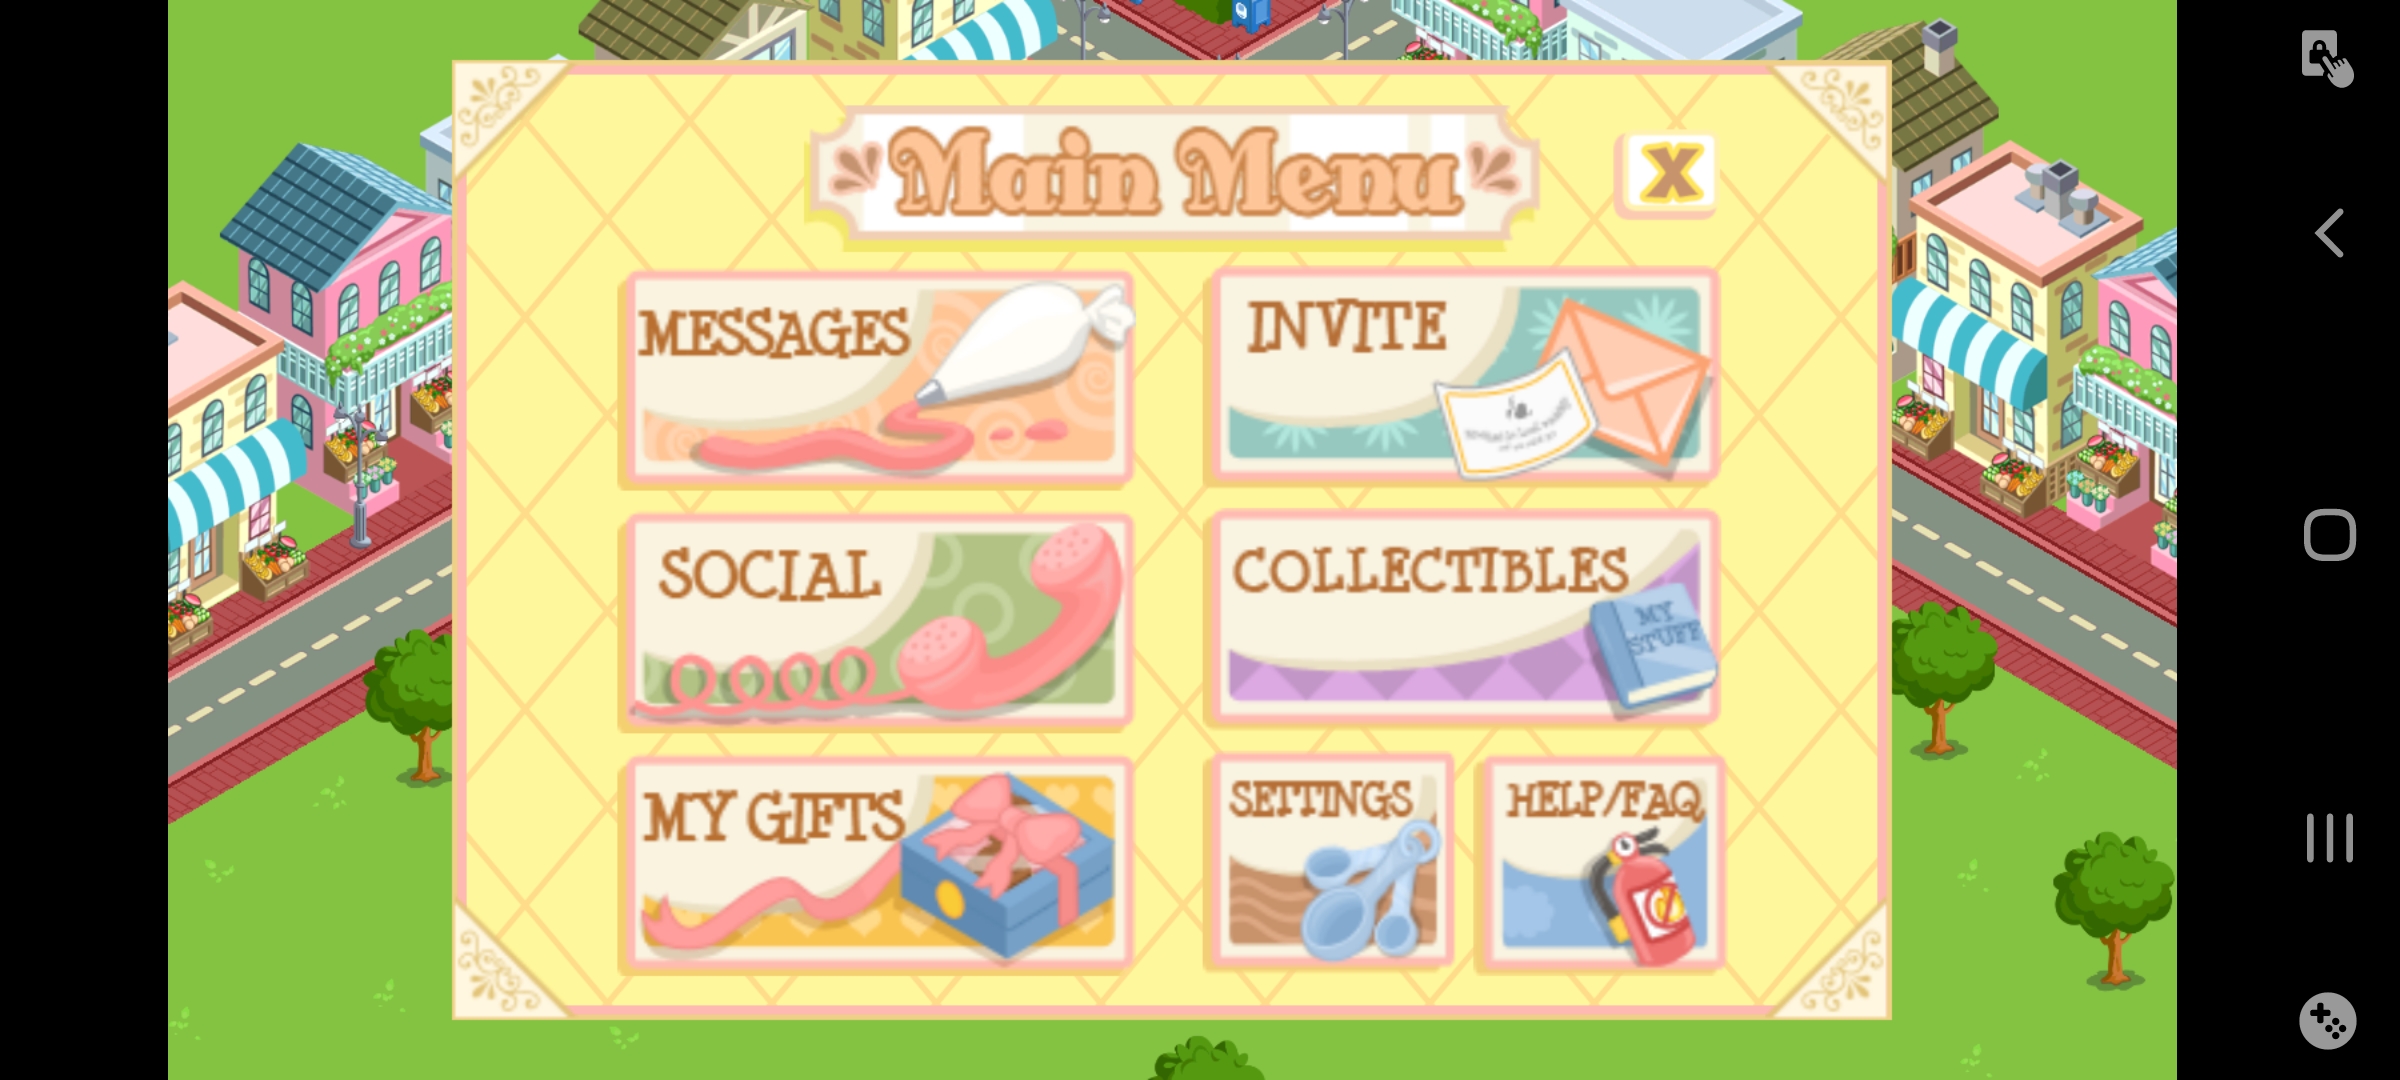 Main Menu
X
MESSAGES
INVITE
SOCIAL
COLLECTIBLES
MY
STUFF
MY GIFTS
SETTINGS
HELP/FAQ